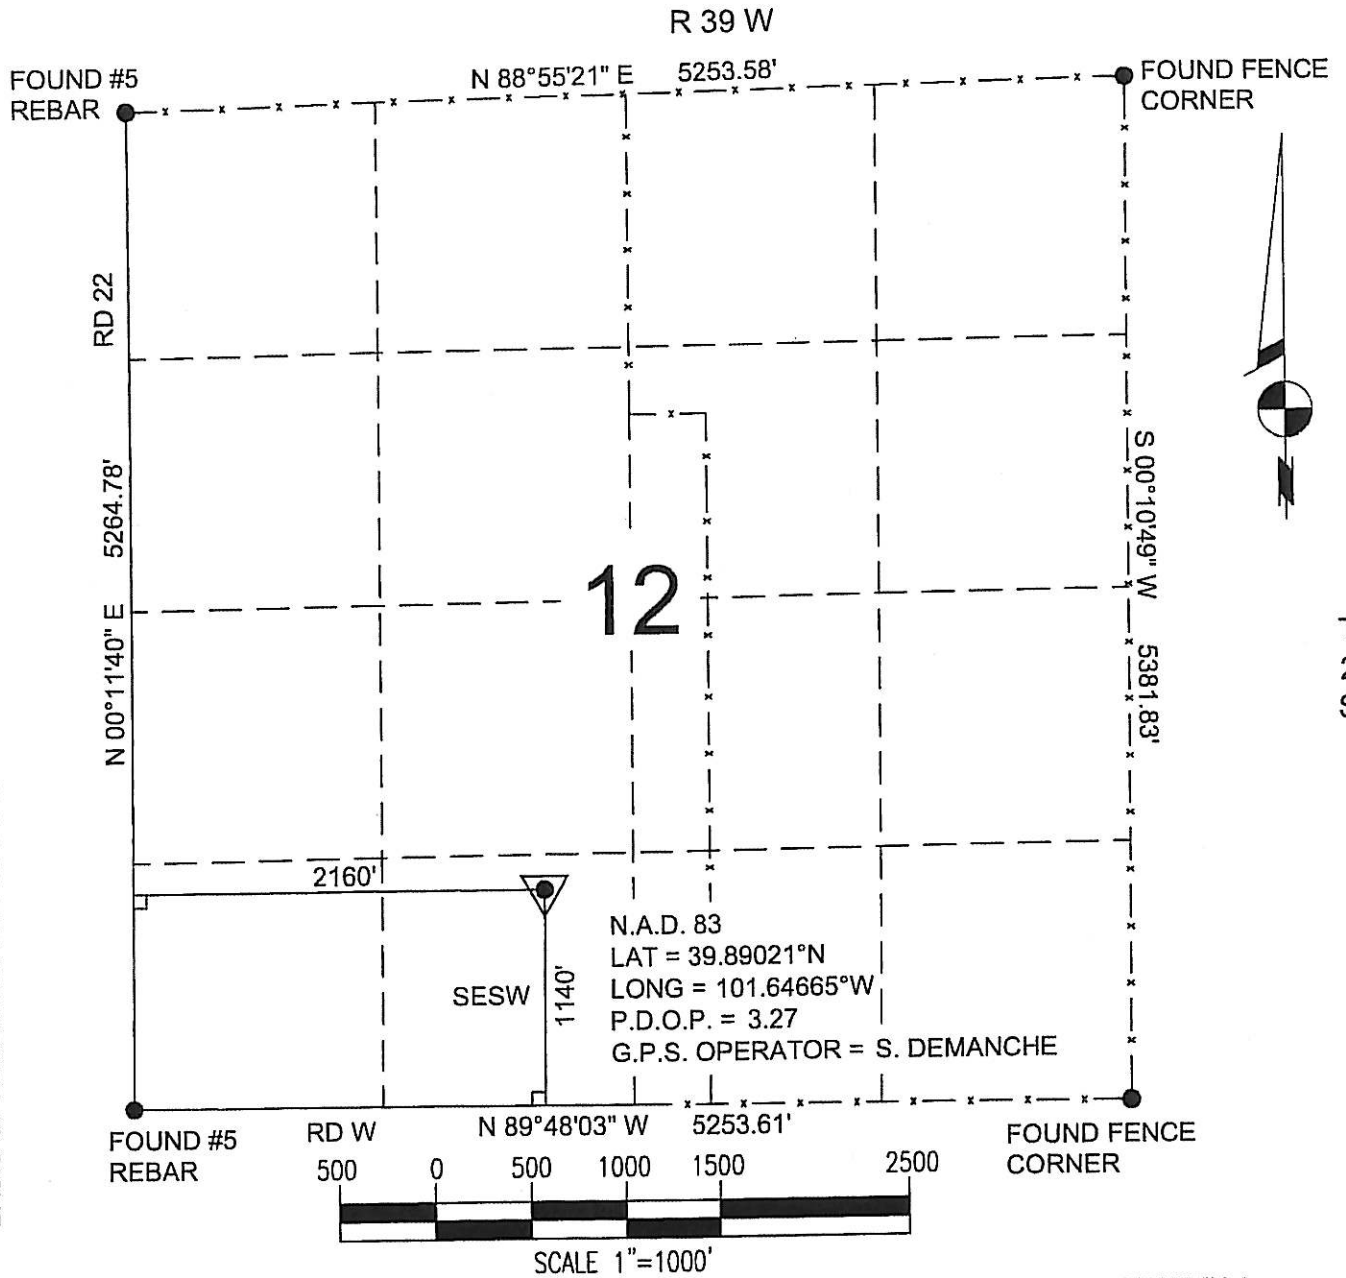 R 39 W
FOUND #5
REBAR
N 88°55'21" E 5253.58'
FOUND FENCE
CORNER
RD 22
N 00°11'40" E 5264.78'
S 00°10'49" W 5381.83'
12
N
2160'
1140'
SESW
N.A.D. 83
LAT = 39.89021°N
LONG = 101.64665°W
P.D.O.P. = 3.27
G.P.S. OPERATOR = S. DEMANCHE
FOUND #5
REBAR
RD W
N 89°48'03" W 5253.61'
FOUND FENCE
CORNER
500 0 500 1000 1500 2500
SCALE 1"=1000'